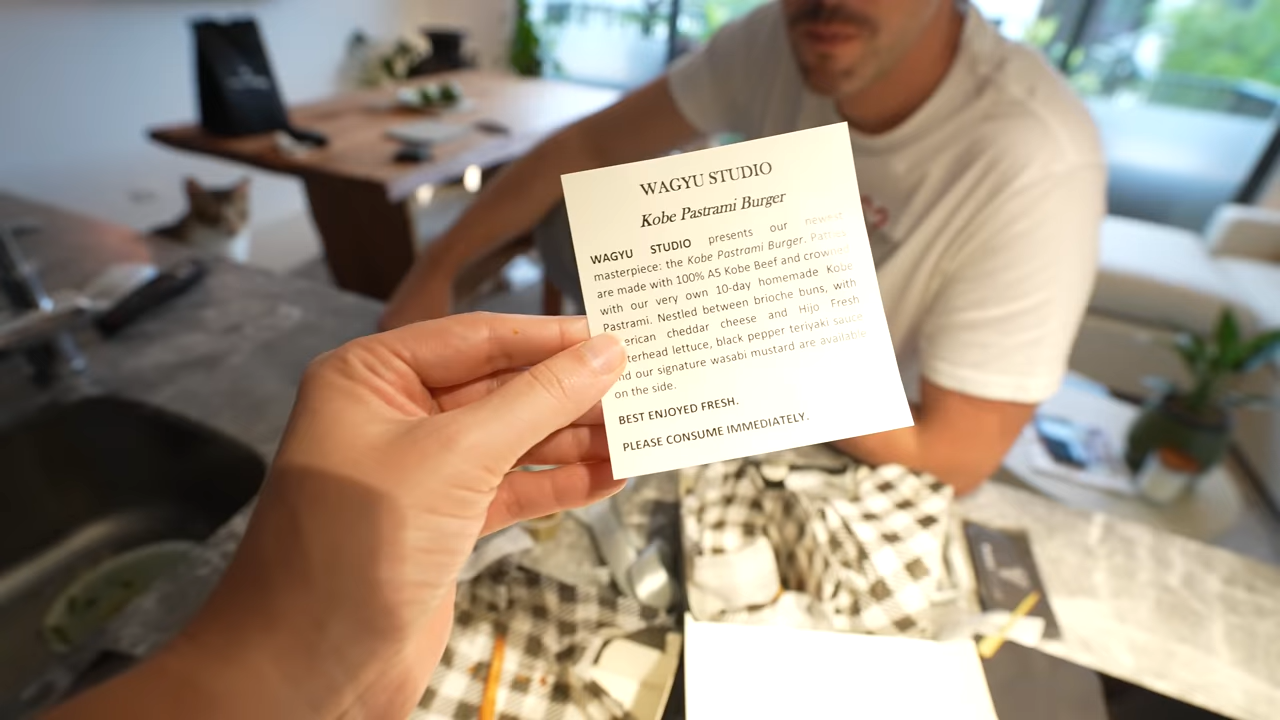 WAGYU STUDIO
Kobe Pastrami Burger
WAGYU STUDIO presents our newest
masterpiece: the Kobe Pastrami Burger.
are made with 100% A5 Kobe Beef and
with our very own 10-day homemade Kobe
Pastrami. Nestled between brioche buns, with
cheddar cheese and Hijo Fresh
lettuce, black pepper teriyaki sauce
our signature wasabi mustard are available
on the side.
BEST ENJOYED FRESH.
PLEASE CONSUME IMMEDIATELY.